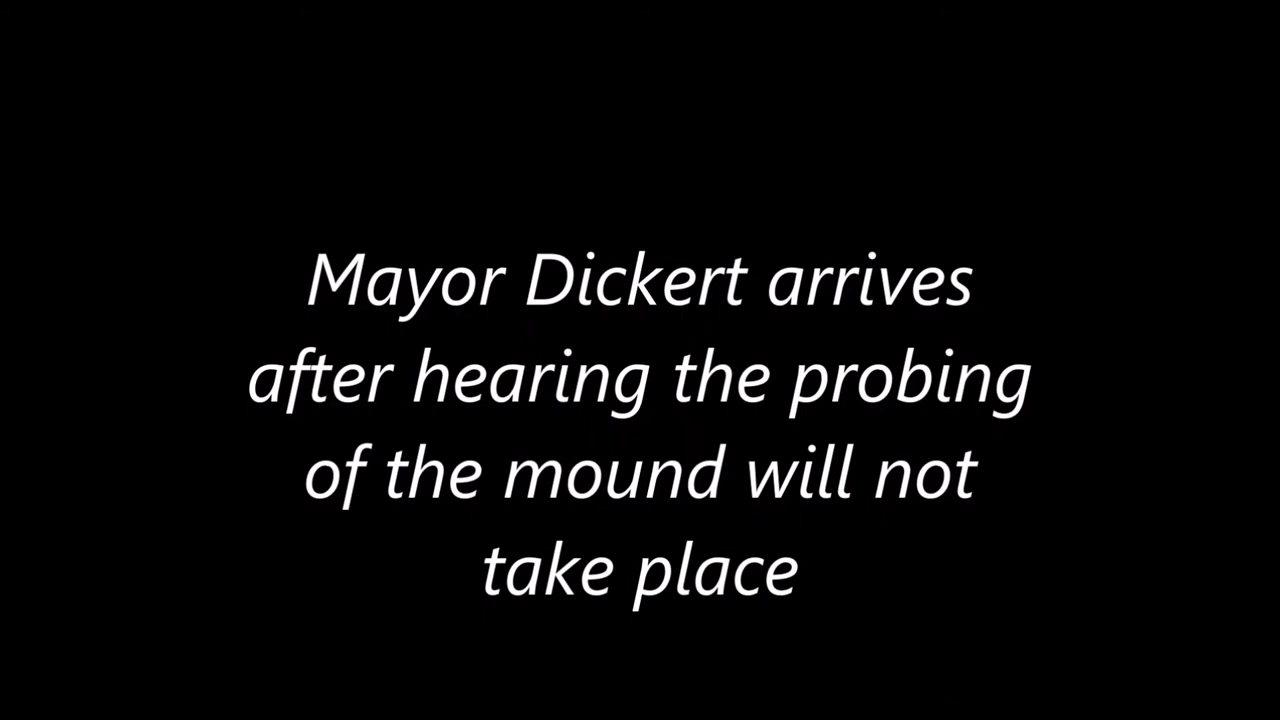 Mayor Dickert arrives
after hearing the probing
of the mound will not
take place